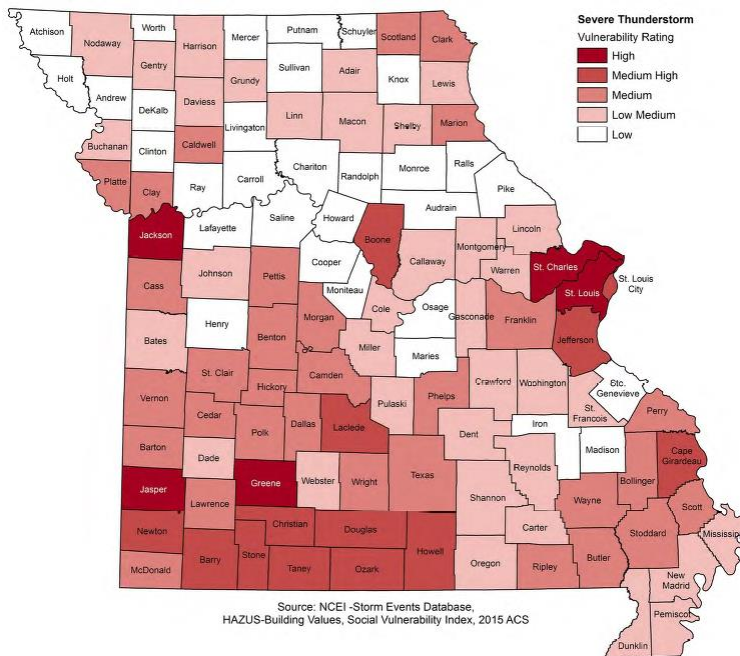 Severe Thunderstorm
Vulnerability Rating
High
Medium High
Medium
Low Medium
Low
Atchison
Nodaway
Worth
Harrison
Mercer
Putnam
Schuyler
Scotland
Clark
Holt
Gentry
Sullivan
Adair
Knox
Lewis
Andrew
DeKalb
Daviess
Grundy
Linn
Macon
Shelby
Marion
Buchanan
Clinton
Caldwell
Livingston
Chariton
Randolph
Monroe
Ralls
Pike
Platte
Clay
Ray
Carroll
Audrain
Jackson
Lafayette
Saline
Howard
Boone
Callaway
Montgomery
Lincoln
Warren
St. Charles
St. Louis
St. Louis
City
Cass
Johnson
Pettis
Cooper
Moniteau
Cole
Osage
Gasconade
Franklin
Jefferson
Bates
Henry
Benton
Morgan
Miller
Maries
Vernon
St. Clair
Hickory
Camden
Pulaski
Phelps
Crawford
Washington
St.
Francois
Ste.
Genevieve
Perry
Barton
Cedar
Polk
Dallas
Laclede
Dent
Iron
Madison
Bollinger
Cape
Girardeau
Jasper
Dade
Greene
Webster
Wright
Texas
Shannon
Reynolds
Wayne
Scott
Newton
Lawrence
Christian
Douglas
Howell
Carter
Stoddard
McDonald
Barry
Stone
Taney
Ozark
Oregon
Ripley
Butler
New
Madrid
Pemiscot
Dunklin
Source: NCEI -Storm Events Database,
HAZUS-Building Values, Social Vulnerability Index, 2015 ACS